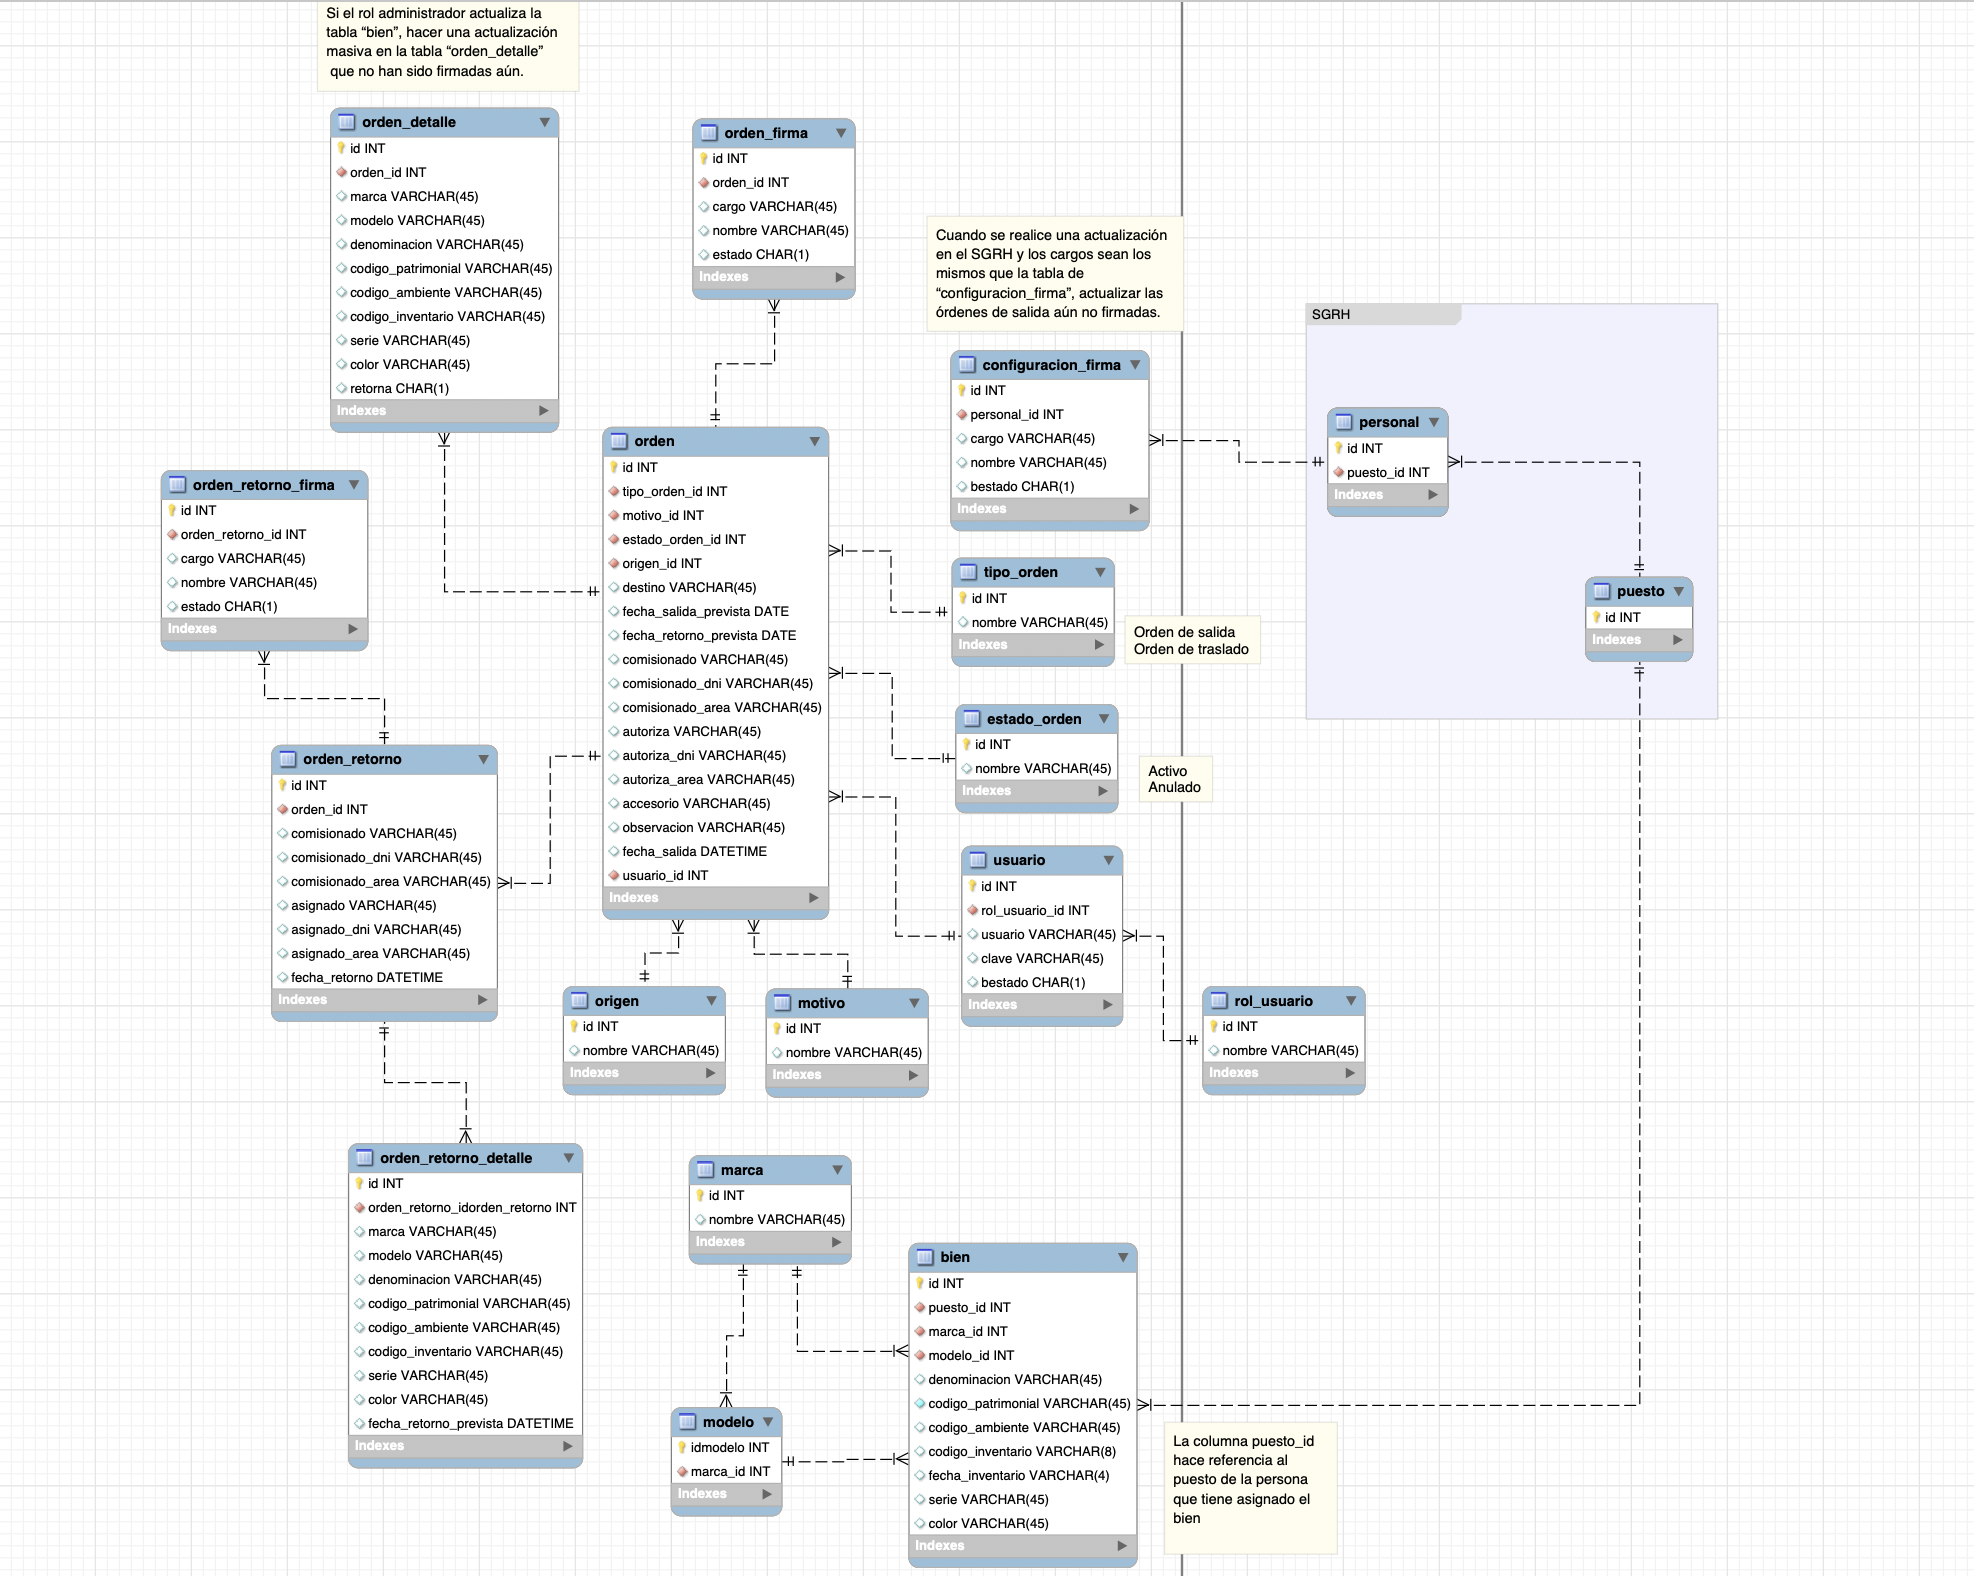 Si el rol administrador actualiza la
tabla “bien”, hacer una actualización
masiva en la tabla “orden_detalle”
que no han sido firmadas aún.
orden_detalle
id INT
orden_id INT
marca VARCHAR(45)
modelo VARCHAR(45)
denominacion VARCHAR(45)
codigo_patrimonial VARCHAR(45)
codigo_ambiente VARCHAR(45)
codigo_inventario VARCHAR(45)
serie VARCHAR(45)
color VARCHAR(45)
retorna CHAR(1)
Indexes
orden_firma
id INT
orden_id INT
cargo VARCHAR(45)
nombre VARCHAR(45)
estado CHAR(1)
Indexes
Cuando se realice una actualización
en el SGRH y los cargos sean los
mismos que la tabla de
“configuracion_firma”, actualizar las
órdenes de salida aún no firmadas.
configuracion_firma
id INT
personal_id INT
cargo VARCHAR(45)
nombre VARCHAR(45)
bestado CHAR(1)
Indexes
SGRH
personal
id INT
puesto_id INT
Indexes
puesto
id INT
Indexes
orden_retorno_firma
id INT
orden_retorno_id INT
cargo VARCHAR(45)
nombre VARCHAR(45)
estado CHAR(1)
Indexes
orden
id INT
tipo_orden_id INT
motivo_id INT
estado_orden_id INT
origen_id INT
destino VARCHAR(45)
fecha_salida_prevista DATE
fecha_retorno_prevista DATE
comisionado VARCHAR(45)
comisionado_dni VARCHAR(45)
comisionado_area VARCHAR(45)
autoriza VARCHAR(45)
autoriza_dni VARCHAR(45)
autoriza_area VARCHAR(45)
accesorio VARCHAR(45)
observacion VARCHAR(45)
fecha_salida DATETIME
usuario_id INT
Indexes
tipo_orden
id INT
nombre VARCHAR(45)
Indexes
Orden de salida
Orden de traslado
estado_orden
id INT
nombre VARCHAR(45)
Indexes
Activo
Anulado
orden_retorno
id INT
orden_id INT
comisionado VARCHAR(45)
comisionado_dni VARCHAR(45)
comisionado_area VARCHAR(45)
asignado VARCHAR(45)
asignado_dni VARCHAR(45)
asignado_area VARCHAR(45)
fecha_retorno DATETIME
Indexes
usuario
id INT
rol_usuario_id INT
usuario VARCHAR(45)
clave VARCHAR(45)
bestado CHAR(1)
Indexes
origen
id INT
nombre VARCHAR(45)
Indexes
motivo
id INT
nombre VARCHAR(45)
Indexes
rol_usuario
id INT
nombre VARCHAR(45)
Indexes
orden_retorno_detalle
id INT
orden_retorno_idorden_retorno INT
marca VARCHAR(45)
modelo VARCHAR(45)
denominacion VARCHAR(45)
codigo_patrimonial VARCHAR(45)
codigo_ambiente VARCHAR(45)
codigo_inventario VARCHAR(45)
serie VARCHAR(45)
color VARCHAR(45)
fecha_retorno_prevista DATETIME
Indexes
marca
id INT
nombre VARCHAR(45)
Indexes
modelo
idmodelo INT
marca_id INT
Indexes
bien
id INT
puesto_id INT
marca_id INT
modelo_id INT
denominacion VARCHAR(45)
codigo_patrimonial VARCHAR(45)
codigo_ambiente VARCHAR(45)
codigo_inventario VARCHAR(8)
fecha_inventario VARCHAR(4)
serie VARCHAR(45)
color VARCHAR(45)
Indexes
La columna puesto_id
hace referencia al
puesto de la persona
que tiene asignado el
bien